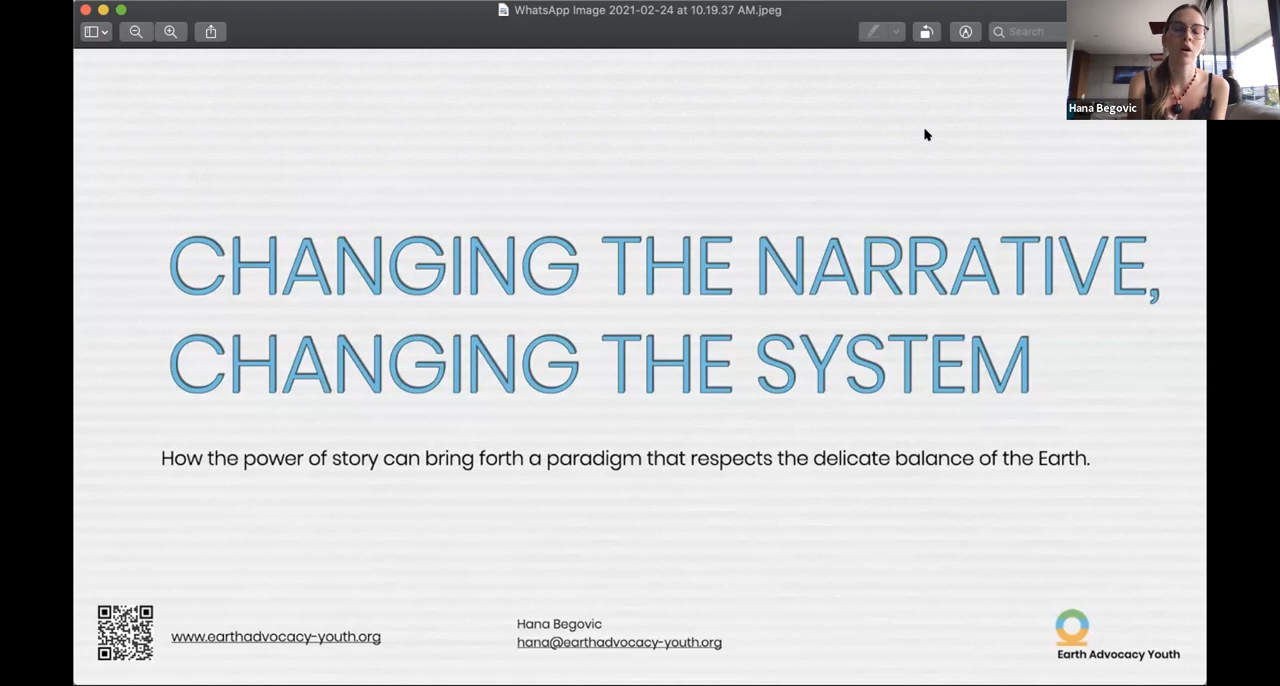 WhatsApp Image 2021-02-24 at 10.19.37 AM.jpeg
Search
Hana Begovic
CHANGING THE NARRATIVE,
CHANGING THE SYSTEM
How the power of story can bring forth a paradigm that respects the delicate balance of the Earth.
www.earthadvocacy-youth.org
Hana Begovic
hana@earthadvocacy-youth.org
Earth Advocacy Youth